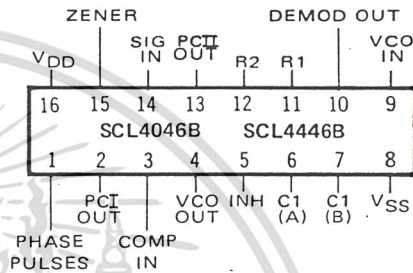 ZENER DEMOD OUT
SIG PCII VCO
VDD IN OUT R2 R1 IN
16 15 14 13 12 11 10 9
SCL4046B SCL4446B
1 2 3 4 5 6 7 8
PCI VCO INH C1 C1 VSS
OUT OUT (A) (B)
PHASE COMP
PULSES IN